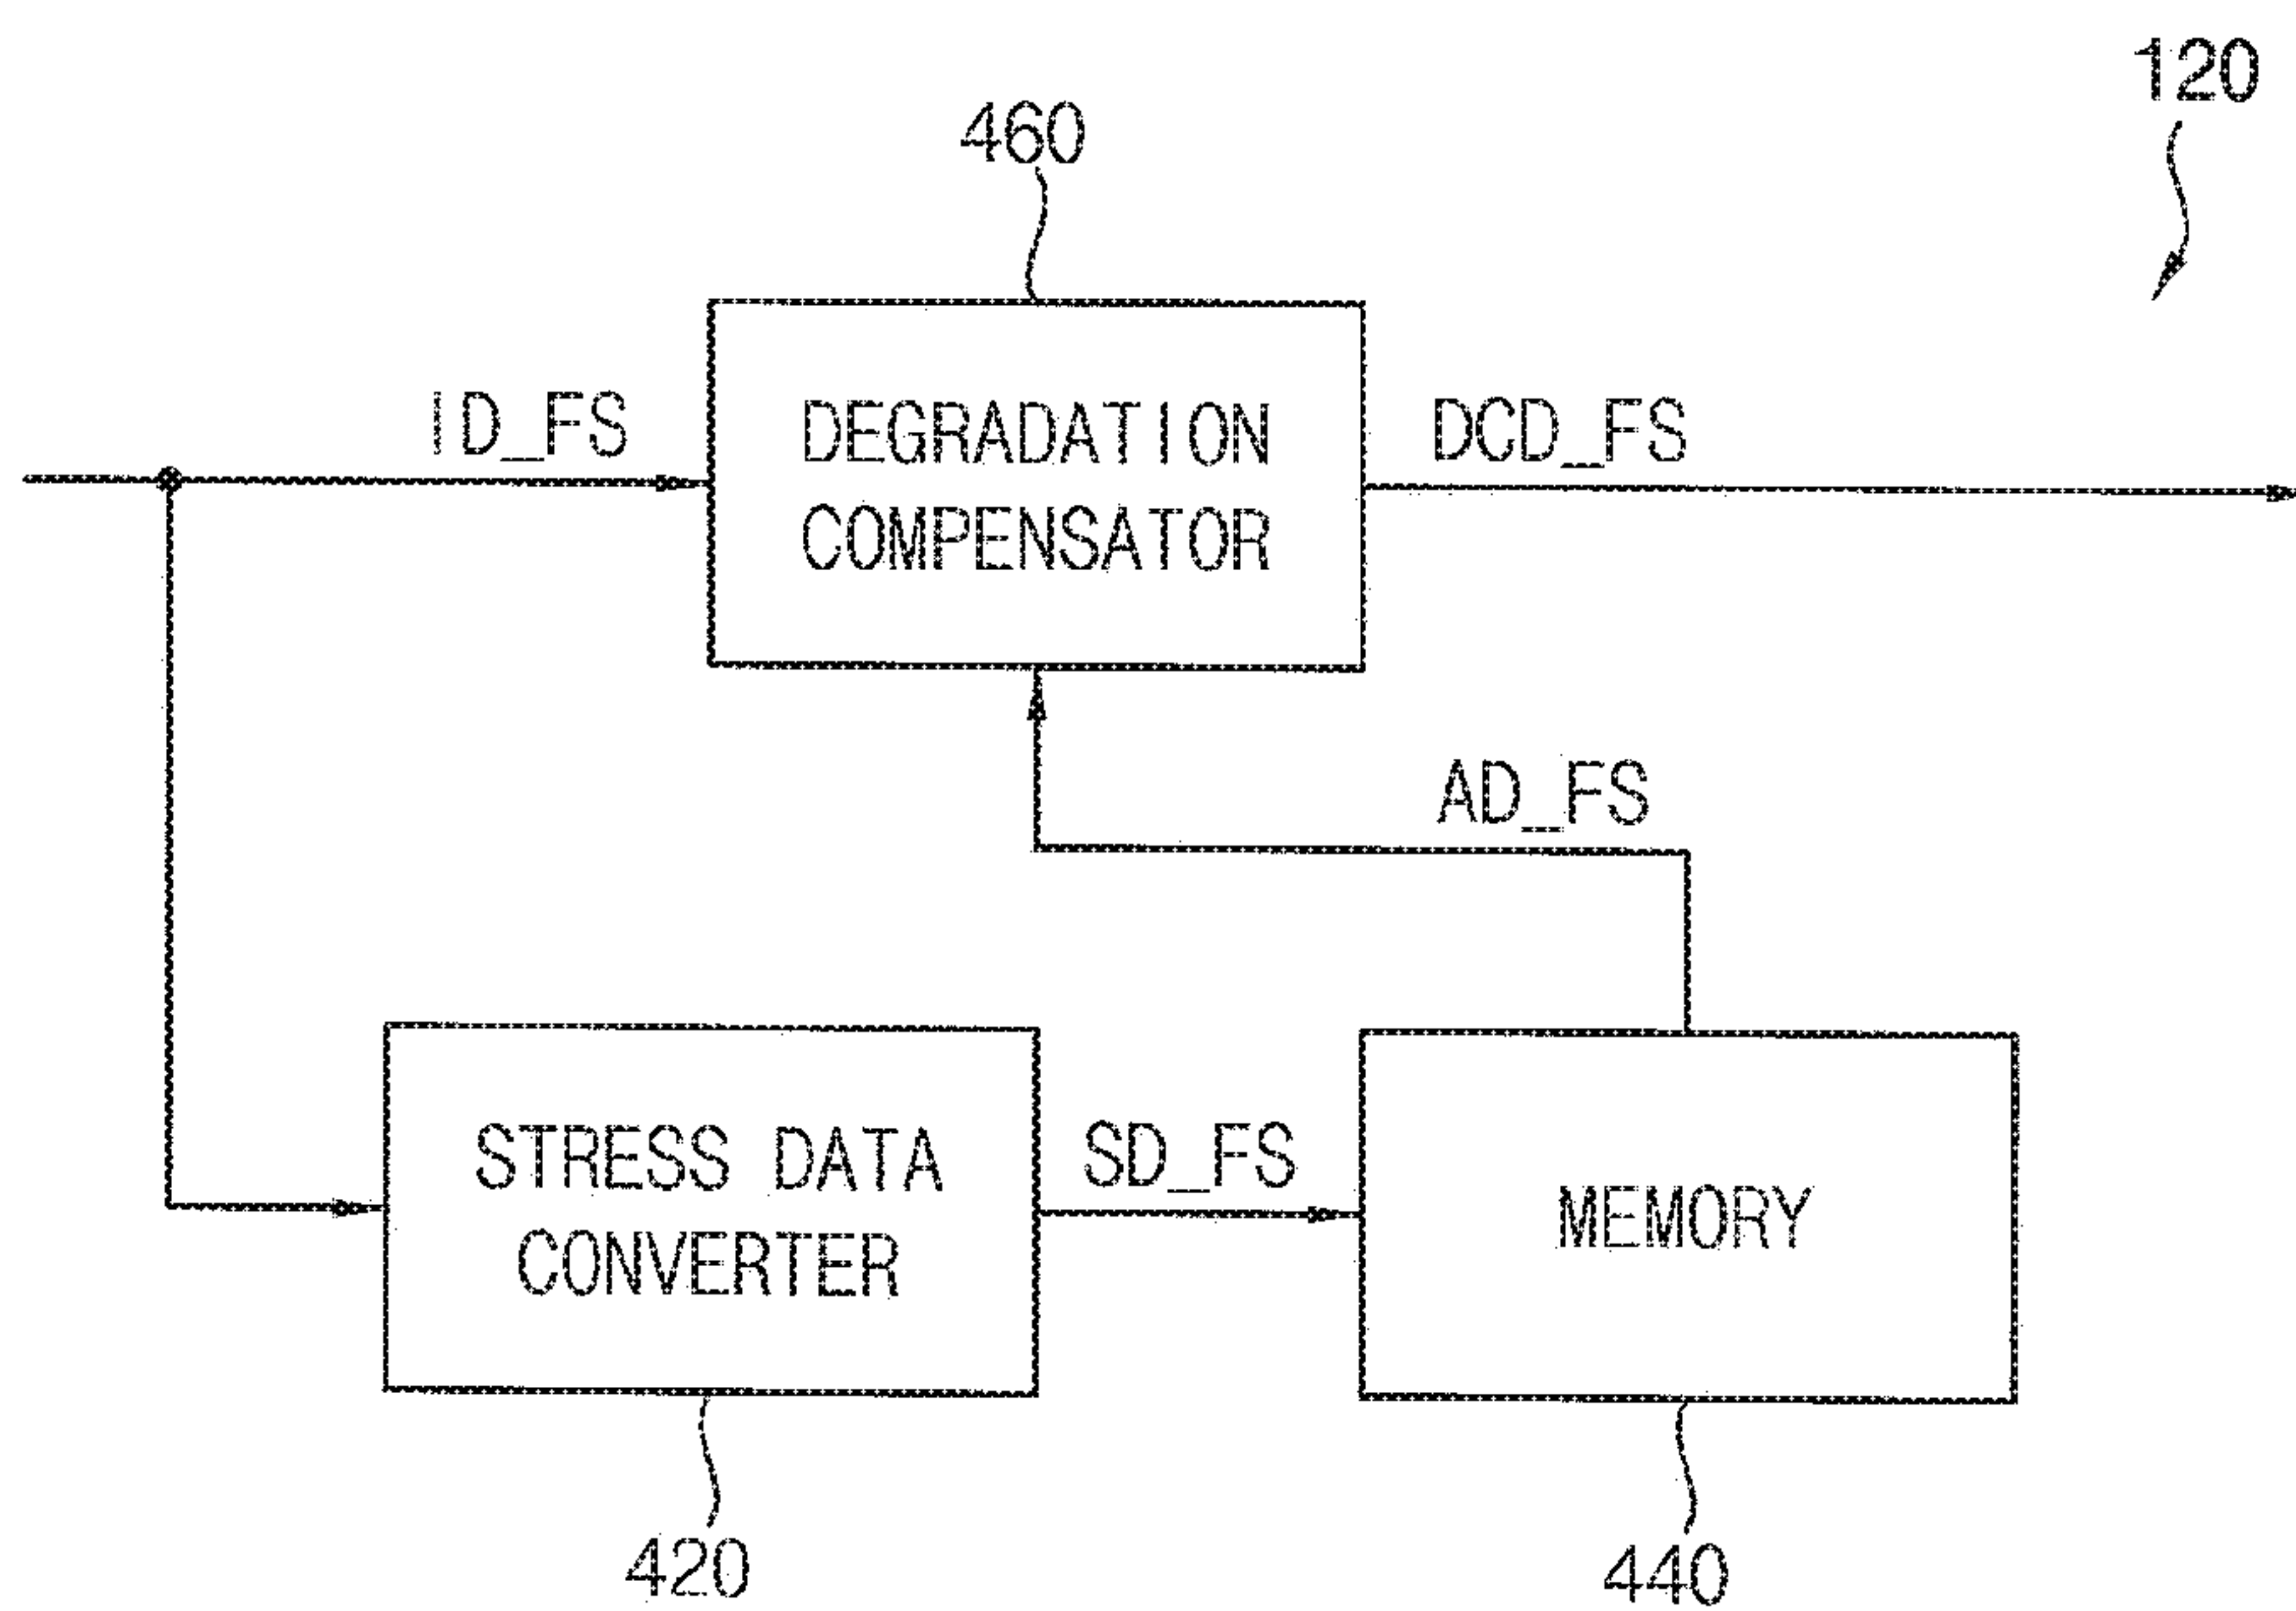 120
460
ID_FS
DEGRADATION
COMPENSATOR
DCD_FS
AD_FS
STRESS DATA
CONVERTER
SD_FS
MEMORY
420
440